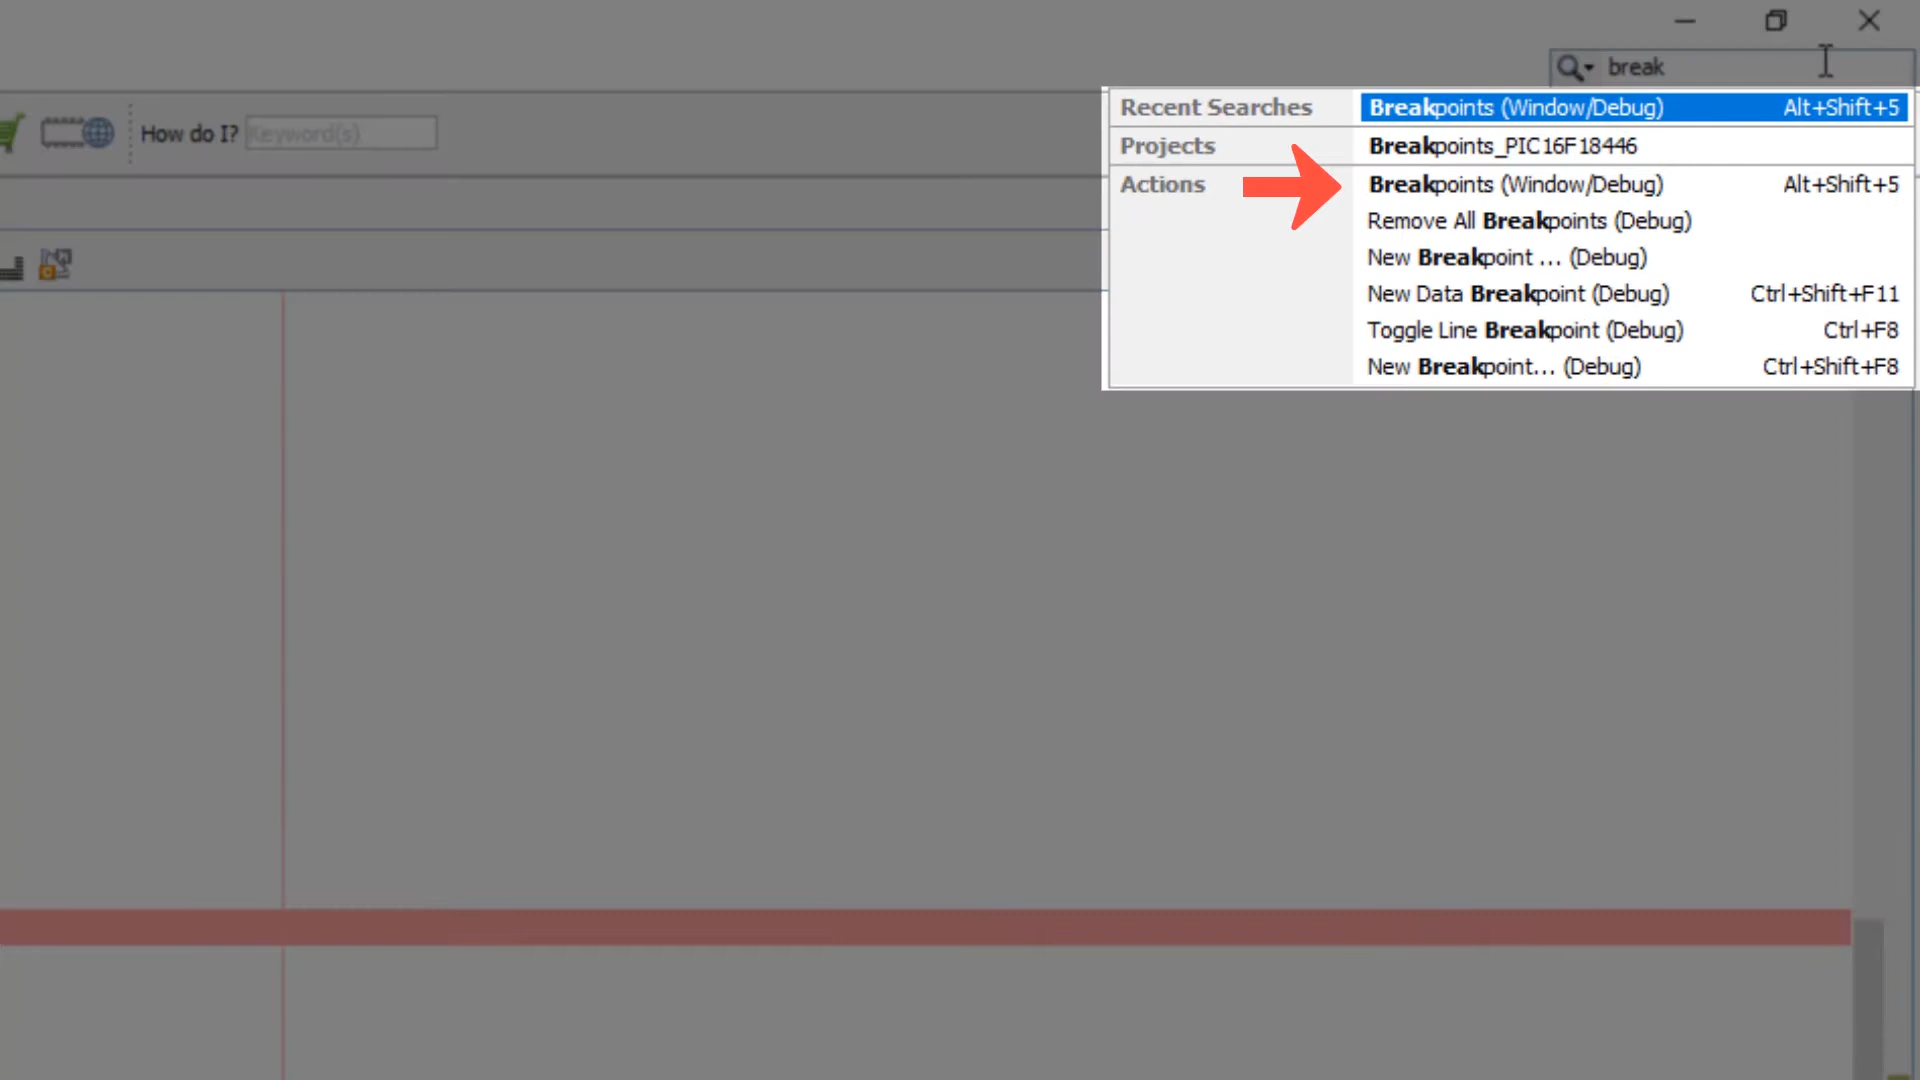 break
Recent Searches Breakpoints (Window/Debug) Alt+Shift+5
How do I? Keyword(s)
Projects Breakpoints_PIC16F18446
Actions Breakpoints (Window/Debug) Alt+Shift+5
Remove All Breakpoints (Debug)
New Breakpoint ... (Debug)
New Data Breakpoint (Debug) Ctrl+Shift+F11
Toggle Line Breakpoint (Debug) Ctrl+F8
New Breakpoint... (Debug) Ctrl+Shift+F8